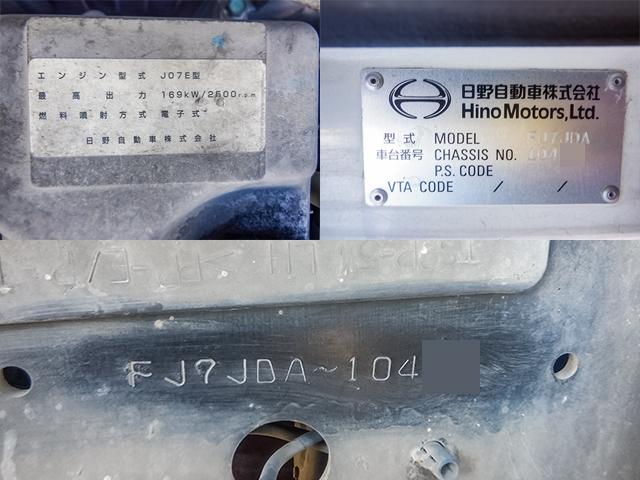 エンジン型式 J07E型
最高出力 169kW/2500r.p.m
燃料噴射方式 電子式
日野自動車株式会社
日野自動車株式会社
Hino Motors, Ltd.
型式 MODEL FJ7JDA
車台番号 CHASSIS NO. 104
P.S. CODE
VTA CODE / /
FJ7JDA~104